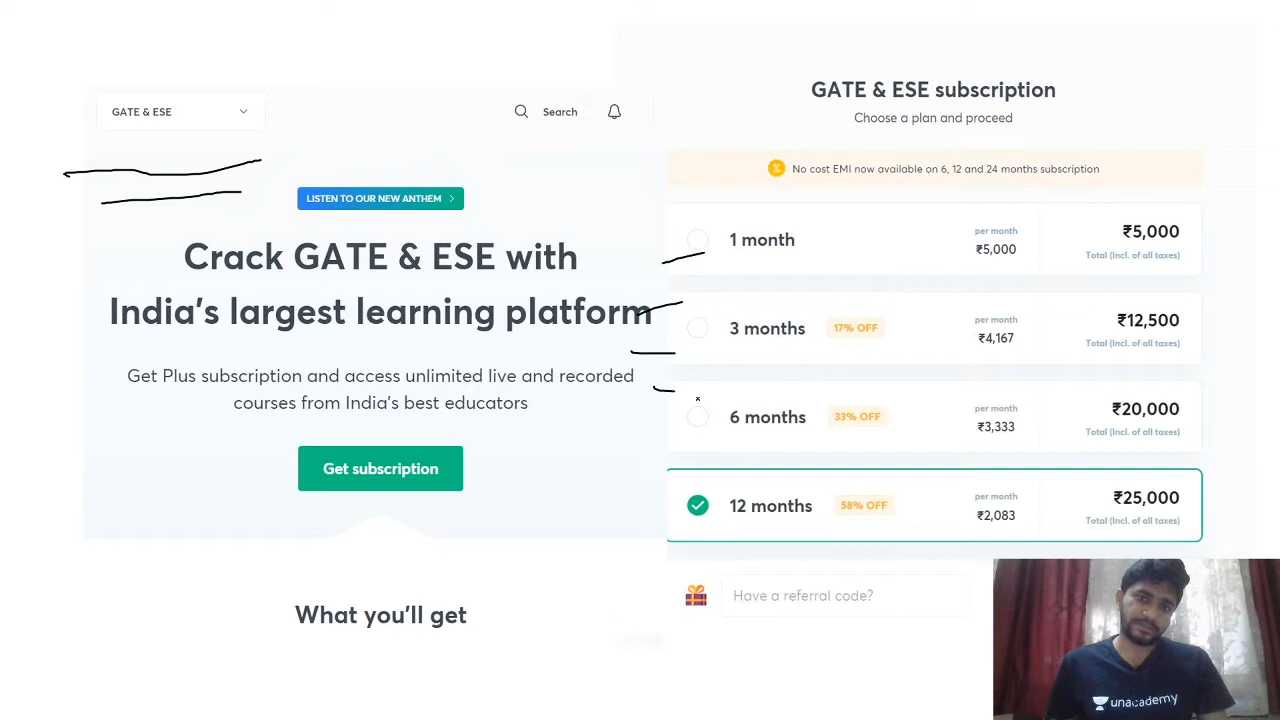 GATE & ESE
Search
LISTEN TO OUR NEW ANTHEM
Crack GATE & ESE with
India's largest learning platform
Get Plus subscription and access unlimited live and recorded
courses from India's best educators
Get subscription
What you'll get
GATE & ESE subscription
Choose a plan and proceed
No cost EMI now available on 6, 12 and 24 months subscription
1 month
per month
₹5,000
₹5,000
Total (Incl. of all taxes)
3 months
17% OFF
per month
₹4,167
₹12,500
Total (Incl. of all taxes)
6 months
33% OFF
per month
₹3,333
₹20,000
Total (Incl. of all taxes)
12 months
58% OFF
per month
₹2,083
₹25,000
Total (Incl. of all taxes)
Have a referral code?
unacademy